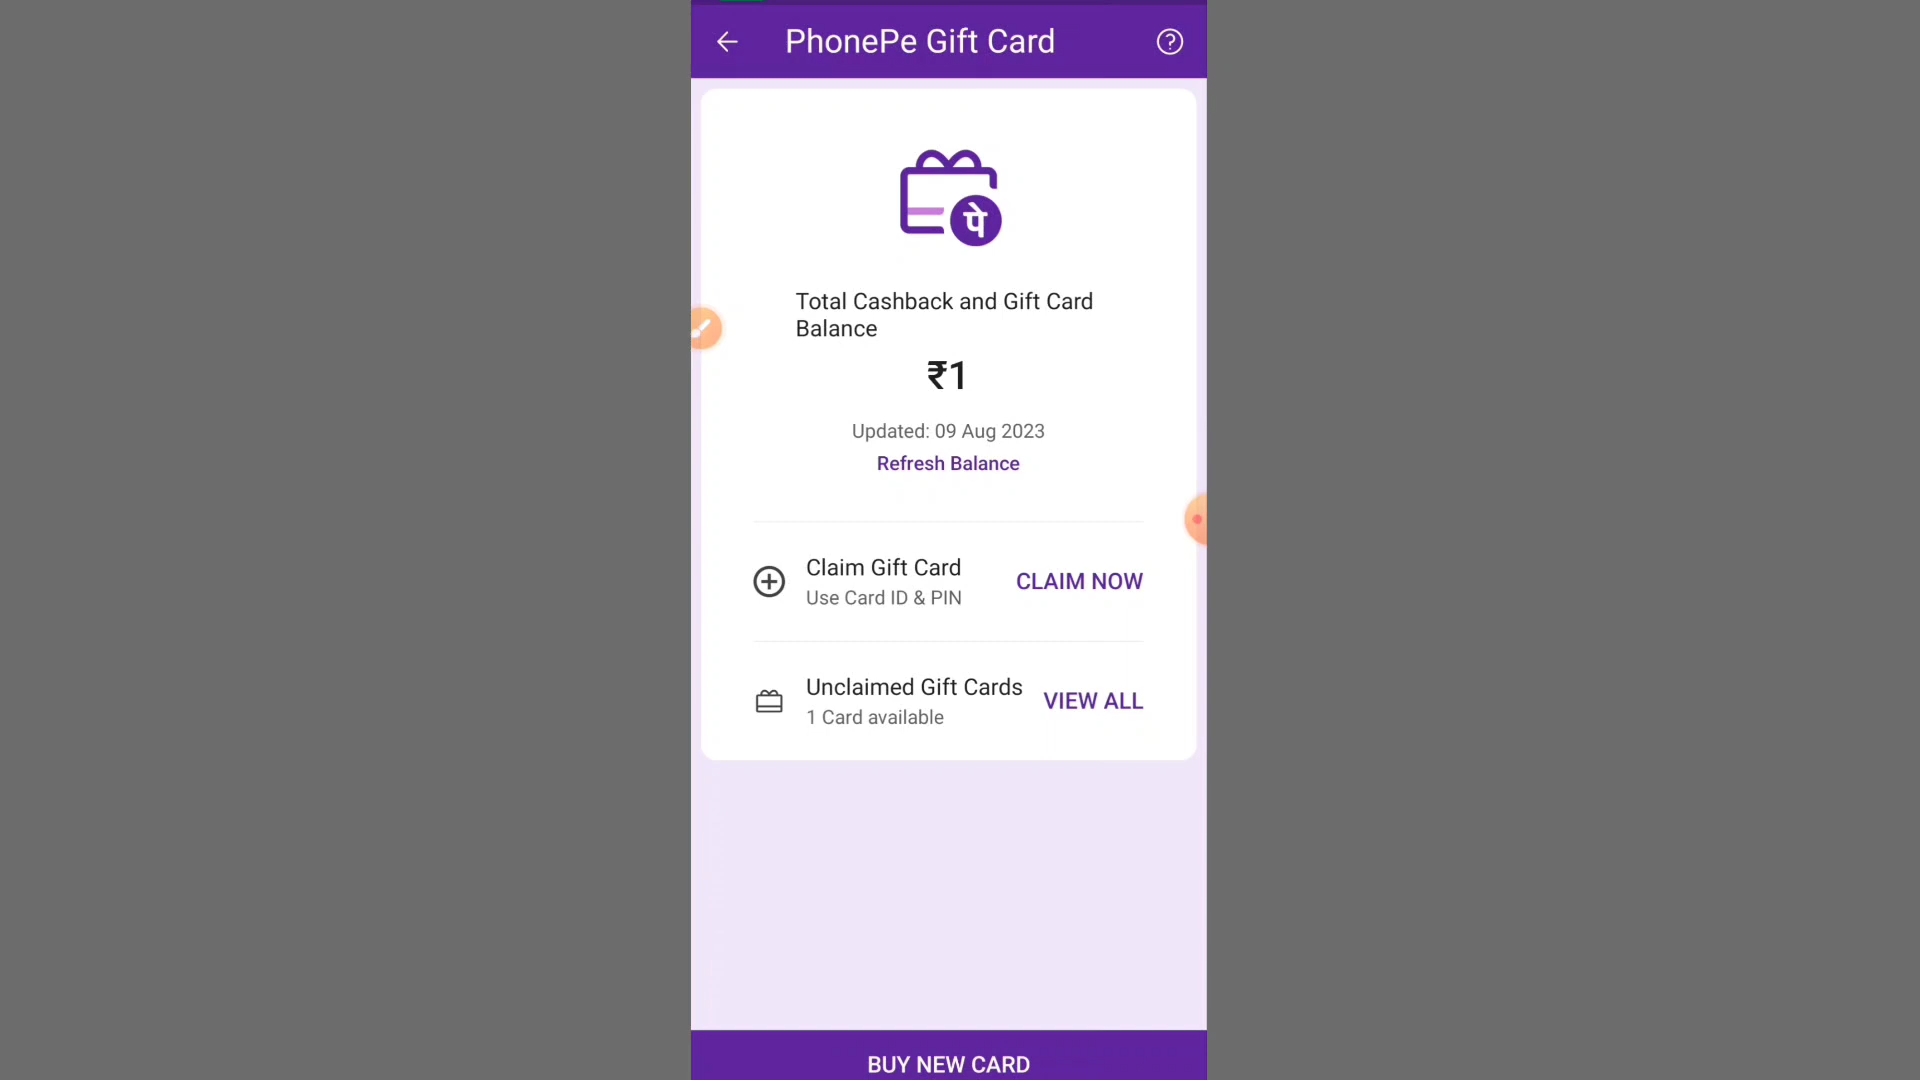 PhonePe Gift Card
पे
Total Cashback and Gift Card
Balance
₹1
Updated: 09 Aug 2023
Refresh Balance
Claim Gift Card
Use Card ID & PIN
CLAIM NOW
Unclaimed Gift Cards
1 Card available
VIEW ALL
BUY NEW CARD